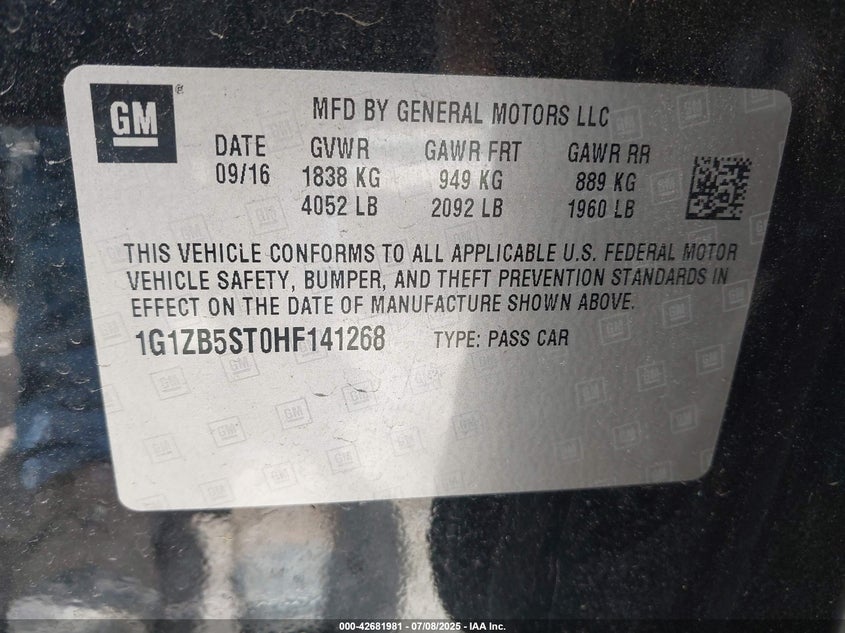 GM
MFD BY GENERAL MOTORS LLC
DATE GVWR GAWR FRT GAWR RR
09/16 1838 KG 949 KG 889 KG
4052 LB 2092 LB 1960 LB
THIS VEHICLE CONFORMS TO ALL APPLICABLE U.S. FEDERAL MOTOR
VEHICLE SAFETY, BUMPER, AND THEFT PREVENTION STANDARDS IN
EFFECT ON THE DATE OF MANUFACTURE SHOWN ABOVE.
1G1ZB5ST0HF141268 TYPE: PASS CAR
000-42681981 | 07/08/2025 - IAA Inc.